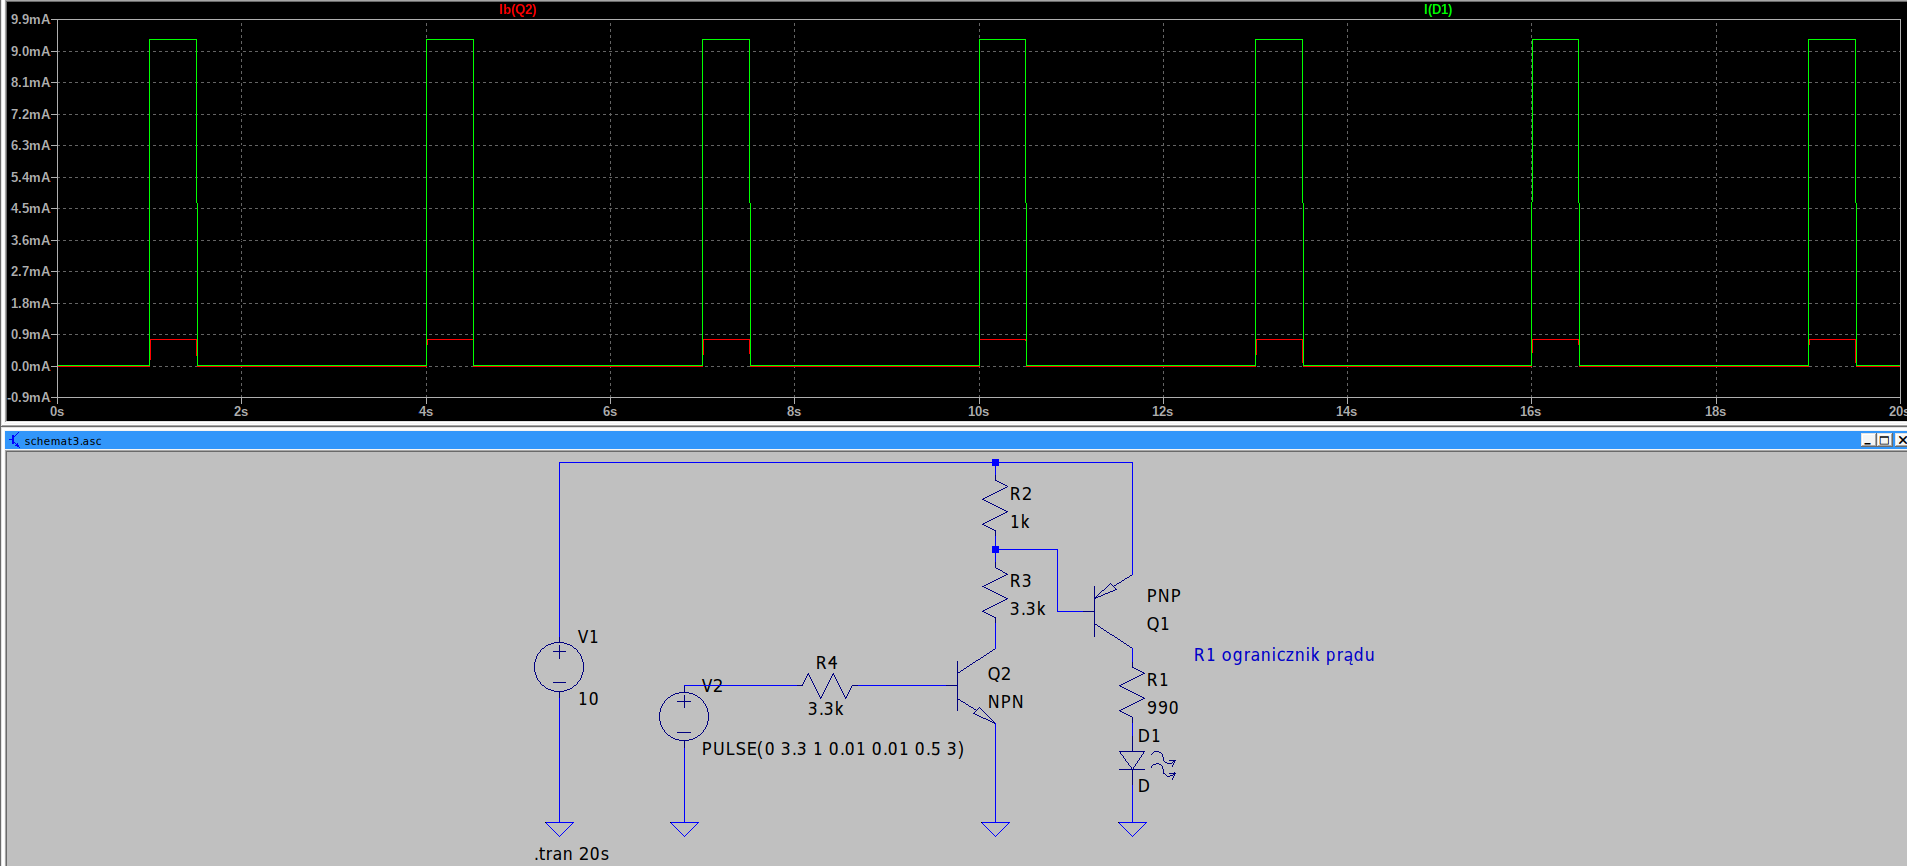 Ib(Q2) I(D1)
9.9mA
9.0mA
8.1mA
7.2mA
6.3mA
5.4mA
4.5mA
3.6mA
2.7mA
1.8mA
0.9mA
0.0mA
-0.9mA
0s 2s 4s 6s 8s 10s 12s 14s 16s 18s 20s
schemat3.asc
R2
1k
R3
3.3k
PNP
Q1
V1
10
R1 ogranicznik prądu
R4
3.3k
V2
Q2
NPN
R1
990
PULSE(0 3.3 1 0.01 0.01 0.5 3)
D1
D
.tran 20s